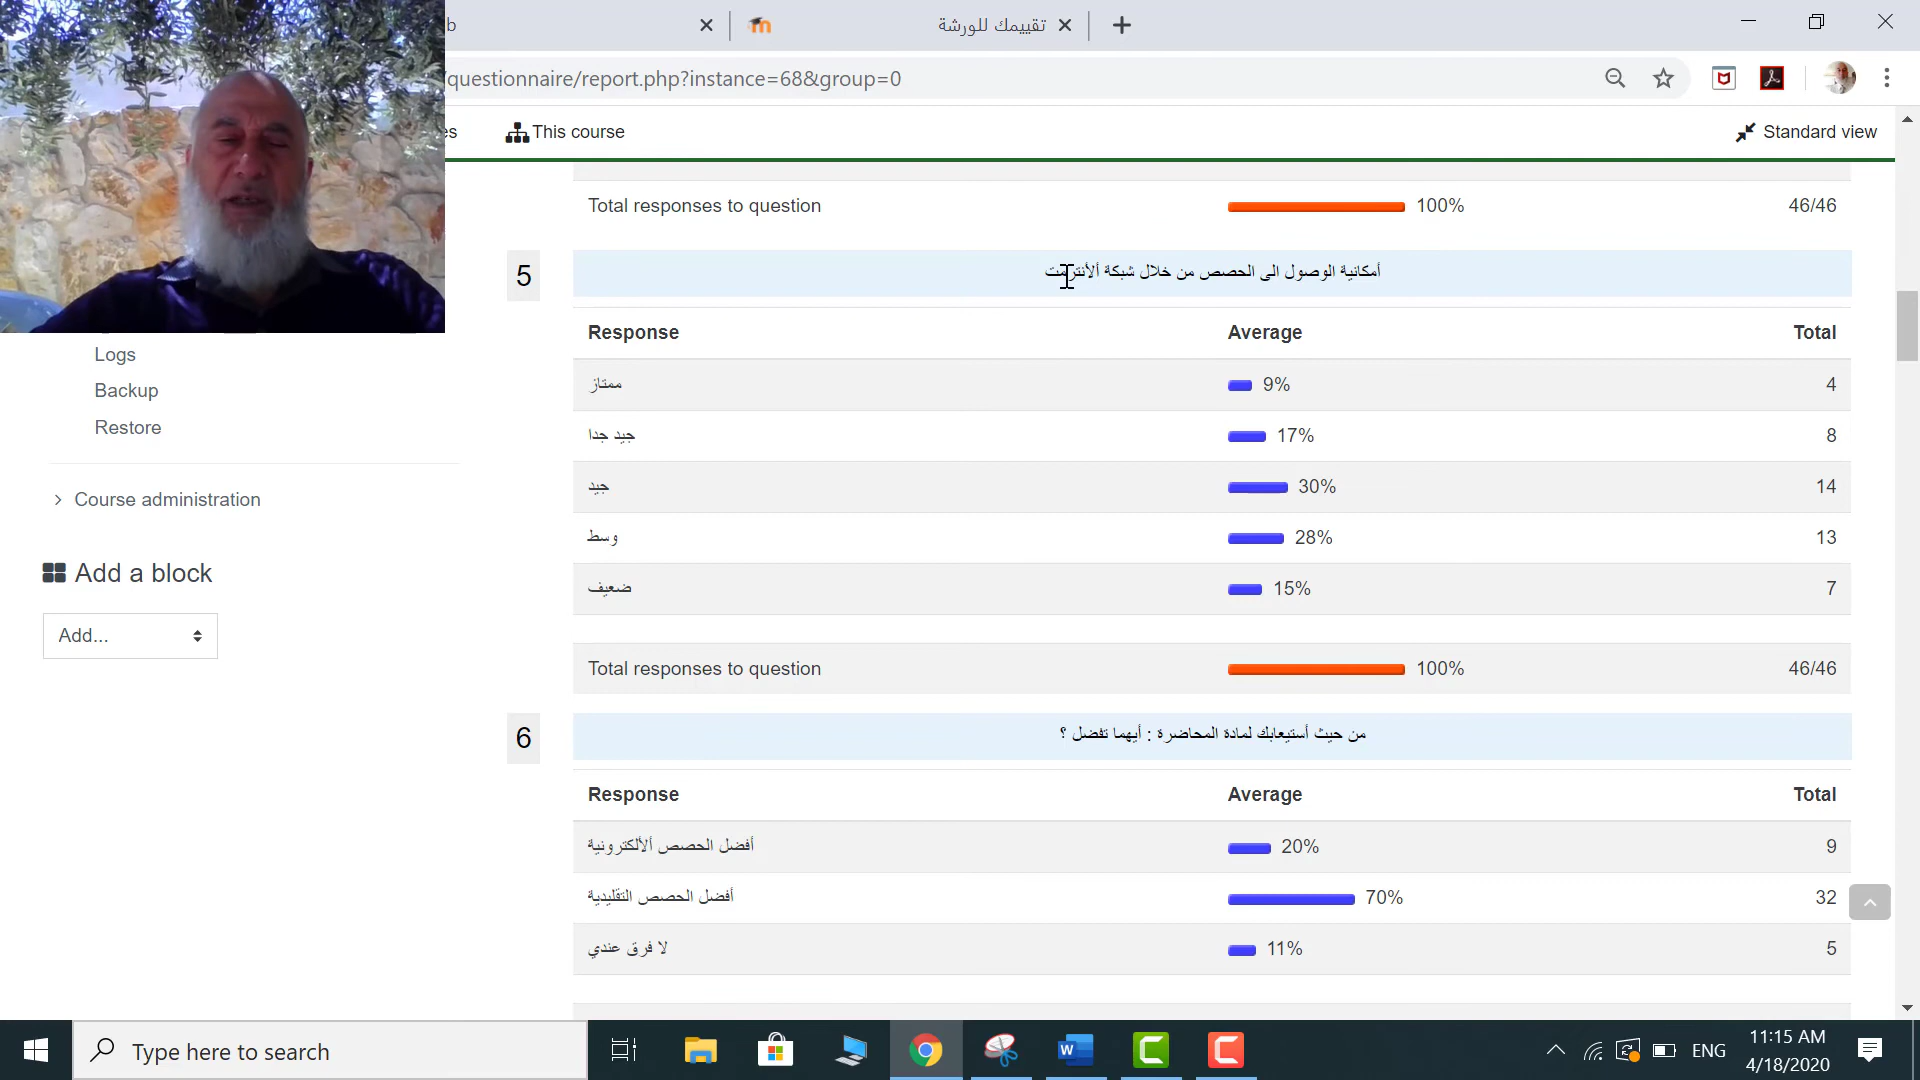 b
تقييمك للورشة
questionnaire/report.php?instance=68&group=0
es
This course
Standard view
Total responses to question 100% 46/46
5
أمكانية الوصول الى الحصص من خلال شبكة ألأنترنت
Response Average Total
ممتاز 9% 4
جيد جدا 17% 8
جيد 30% 14
وسط 28% 13
ضعيف 15% 7
Total responses to question 100% 46/46
6
من حيث أستيعابك لمادة المحاضرة : أيهما تفضل ؟
Response Average Total
أفضل الحصص ألألكترونية 20% 9
أفضل الحصص التقليدية 70% 32
لا فرق عندي 11% 5
Logs
Backup
Restore
Course administration
Add a block
Add...
Type here to search
ENG
11:15 AM
4/18/2020